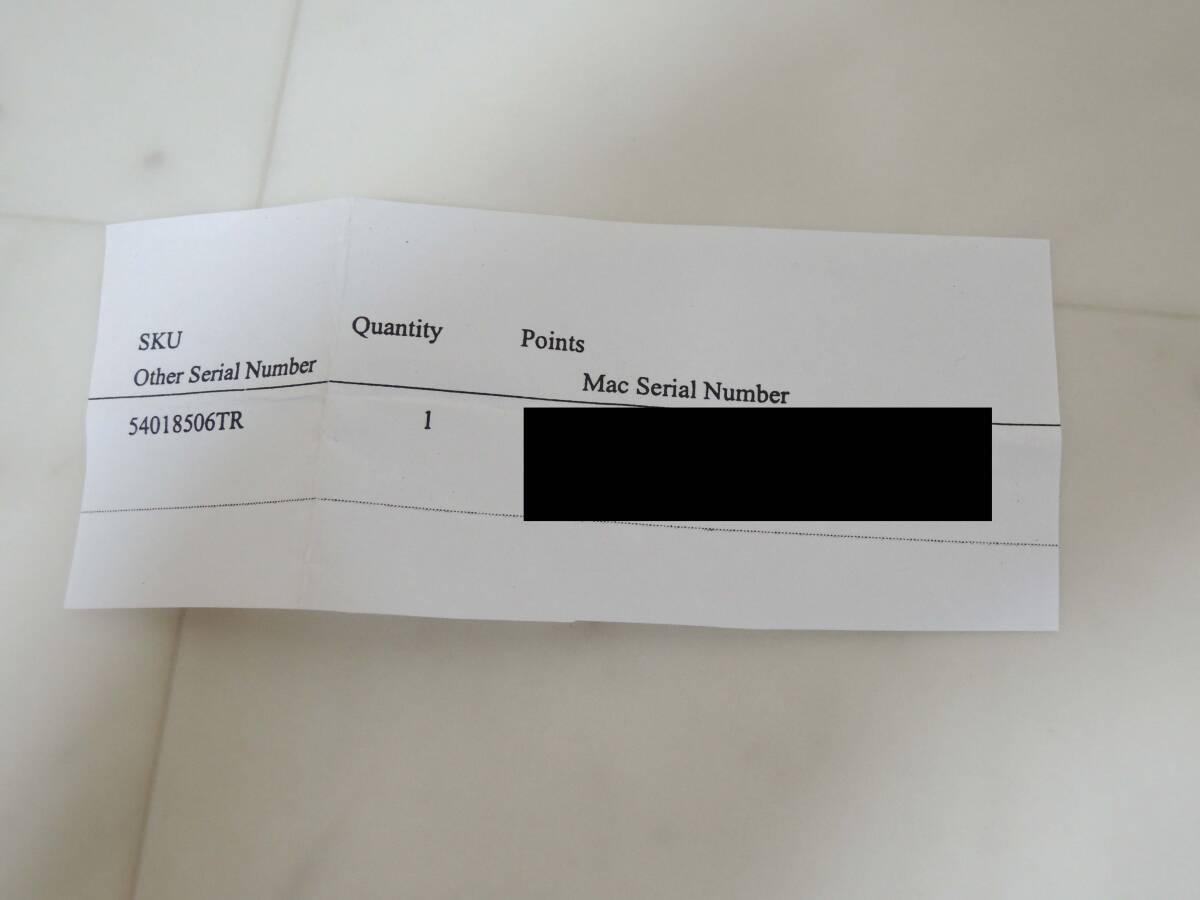 SKU Quantity Points
Other Serial Number Mac Serial Number
54018506TR 1